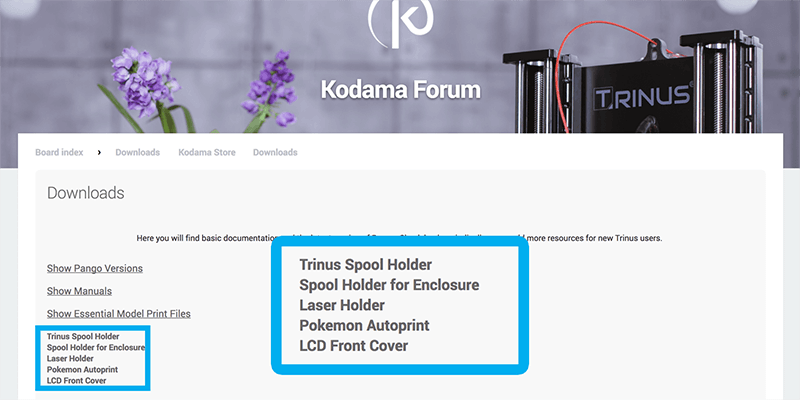 Kodama Forum
TRINUS
Board index › Downloads Kodama Store Downloads
Downloads
Here you will find basic documentation more resources for new Trinus users.
Show Pango Versions
Show Manuals
Show Essential Model Print Files
Trinus Spool Holder
Spool Holder for Enclosure
Laser Holder
Pokemon Autoprint
LCD Front Cover
Trinus Spool Holder
Spool Holder for Enclosure
Laser Holder
Pokemon Autoprint
LCD Front Cover